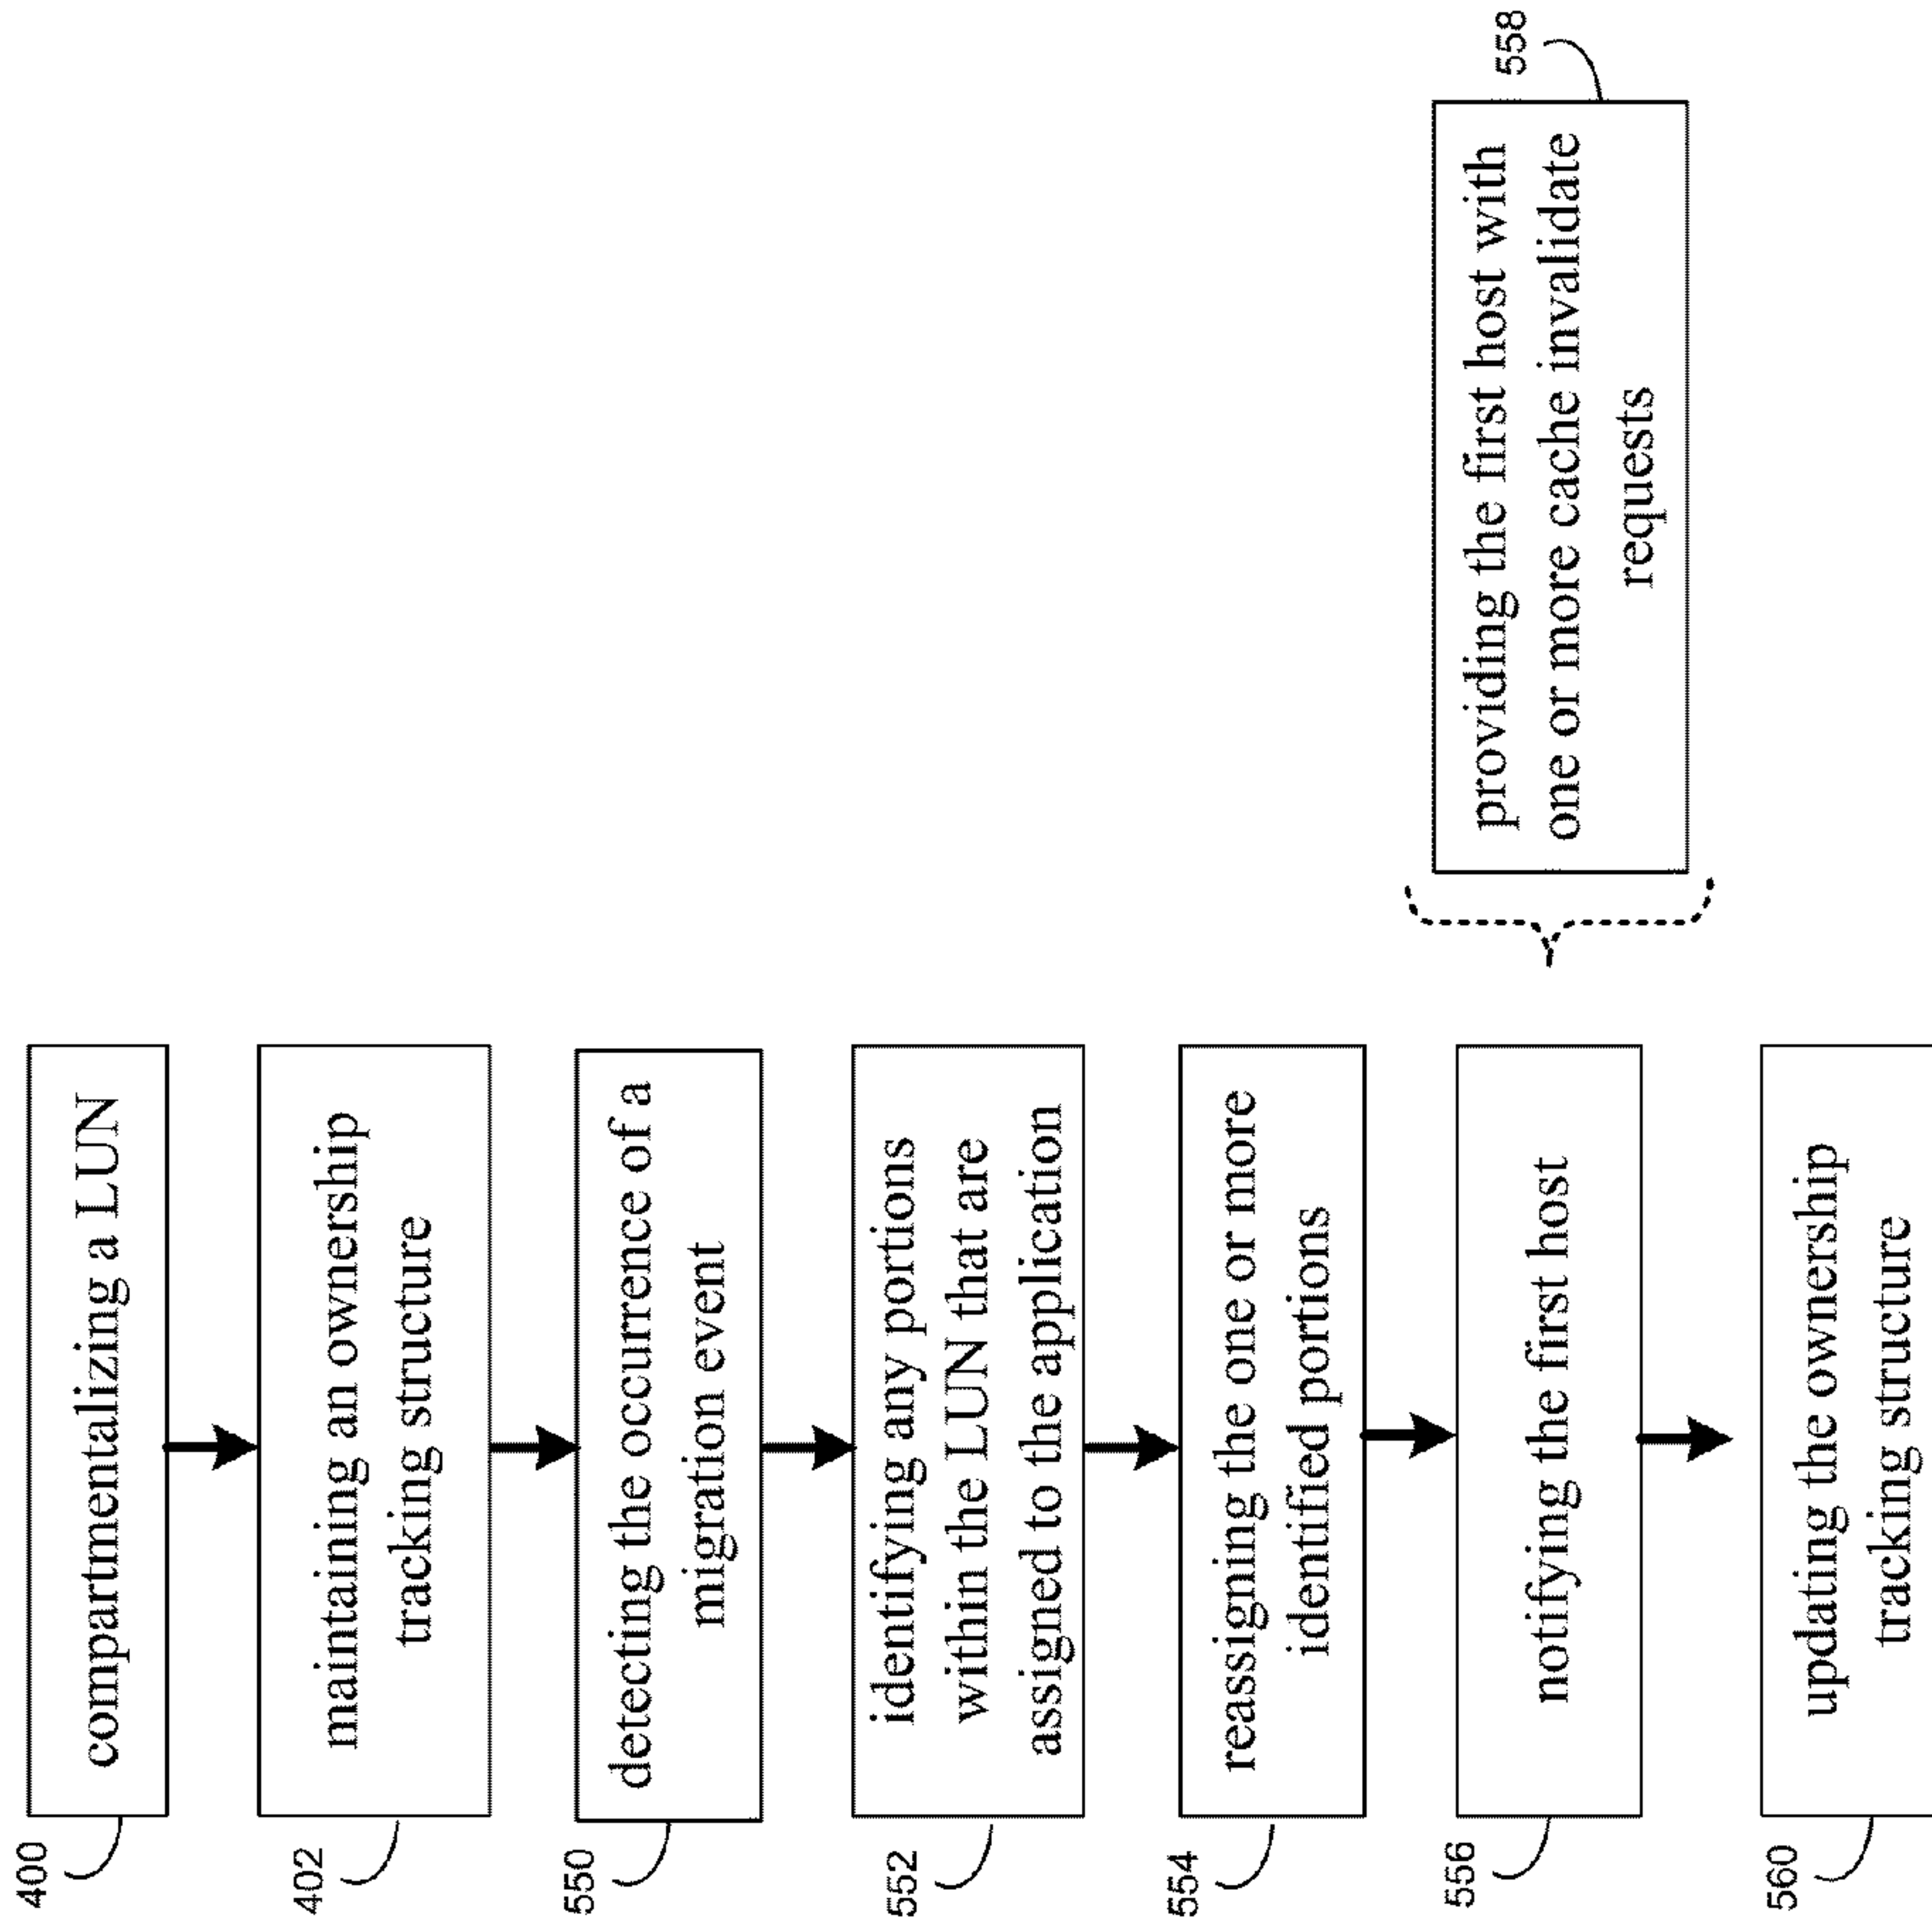 400
compartmentalizing a LUN
402
maintaining an ownership
tracking structure
550
detecting the occurrence of a
migration event
552
identifying any portions
within the LUN that are
assigned to the application
554
reassigning the one or more
identified portions
556
notifying the first host
558
providing the first host with
one or more cache invalidate
requests
560
updating the ownership
tracking structure